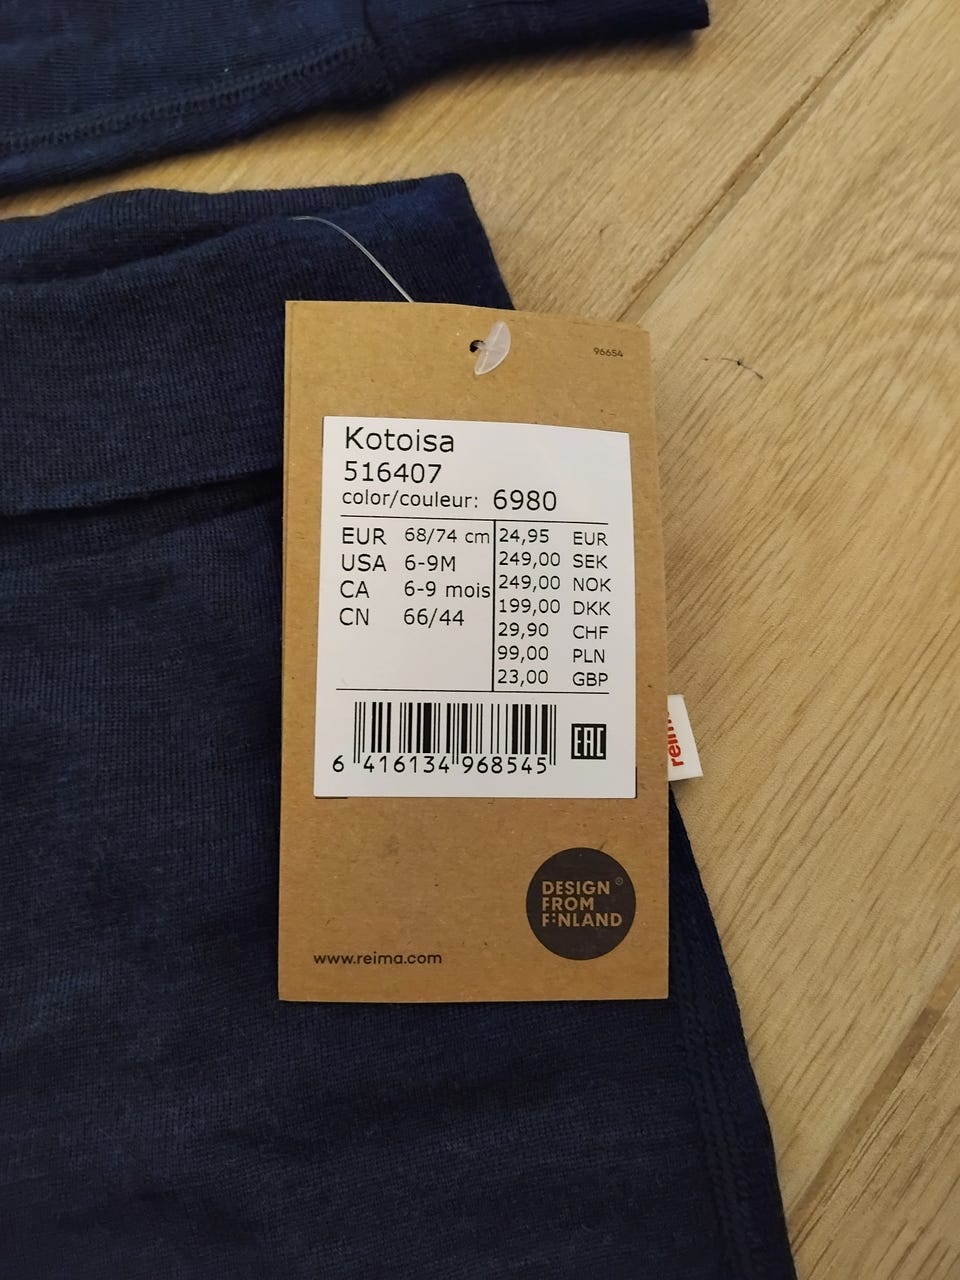 96654
Kotoisa
516407
color/couleur: 6980
EUR 68/74 cm
USA 6-9M
CA 6-9 mois
CN 66/44
24,95 EUR
249,00 SEK
249,00 NOK
199,00 DKK
29,90 CHF
99,00 PLN
23,00 GBP
6 416134 968545
EAC
reima
DESIGN
FROM
FINLAND
www.reima.com